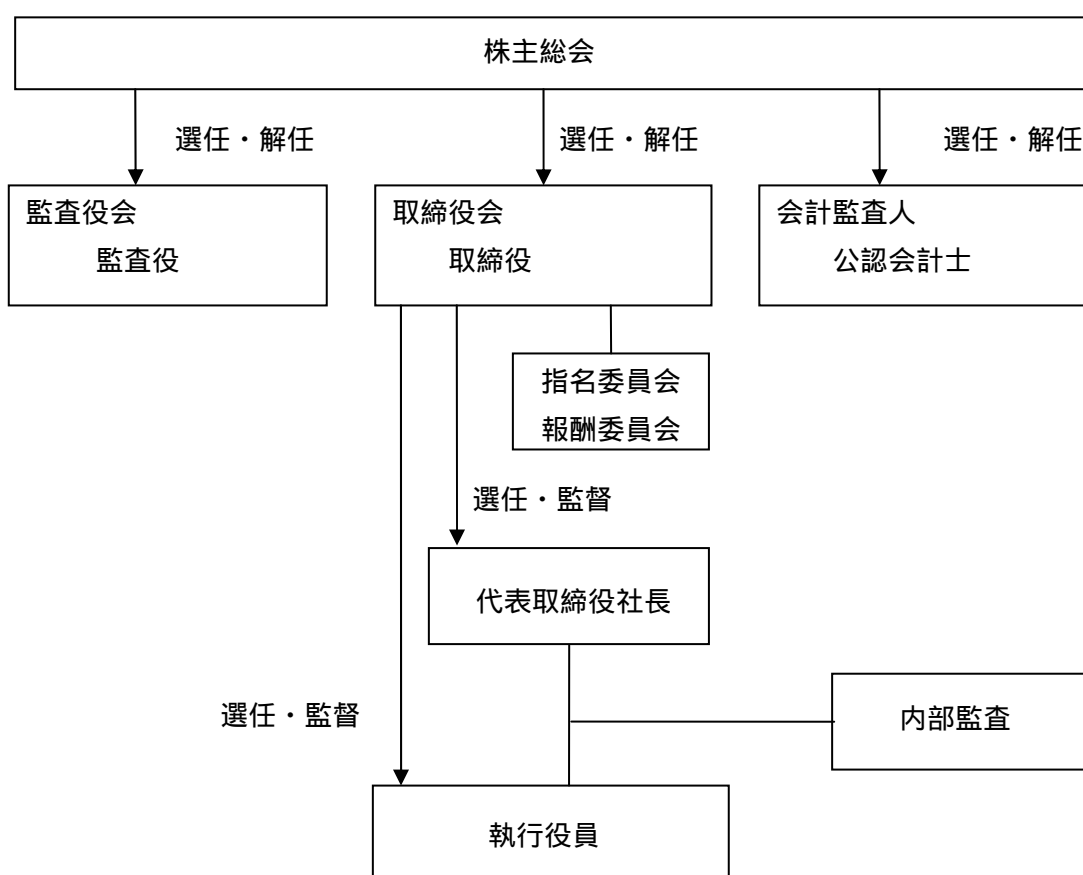 株主総会
選任・解任
選任・解任
選任・解任
監査役会
監査役
取締役会
取締役
会計監査人
公認会計士
指名委員会
報酬委員会
選任・監督
代表取締役社長
選任・監督
内部監査
執行役員